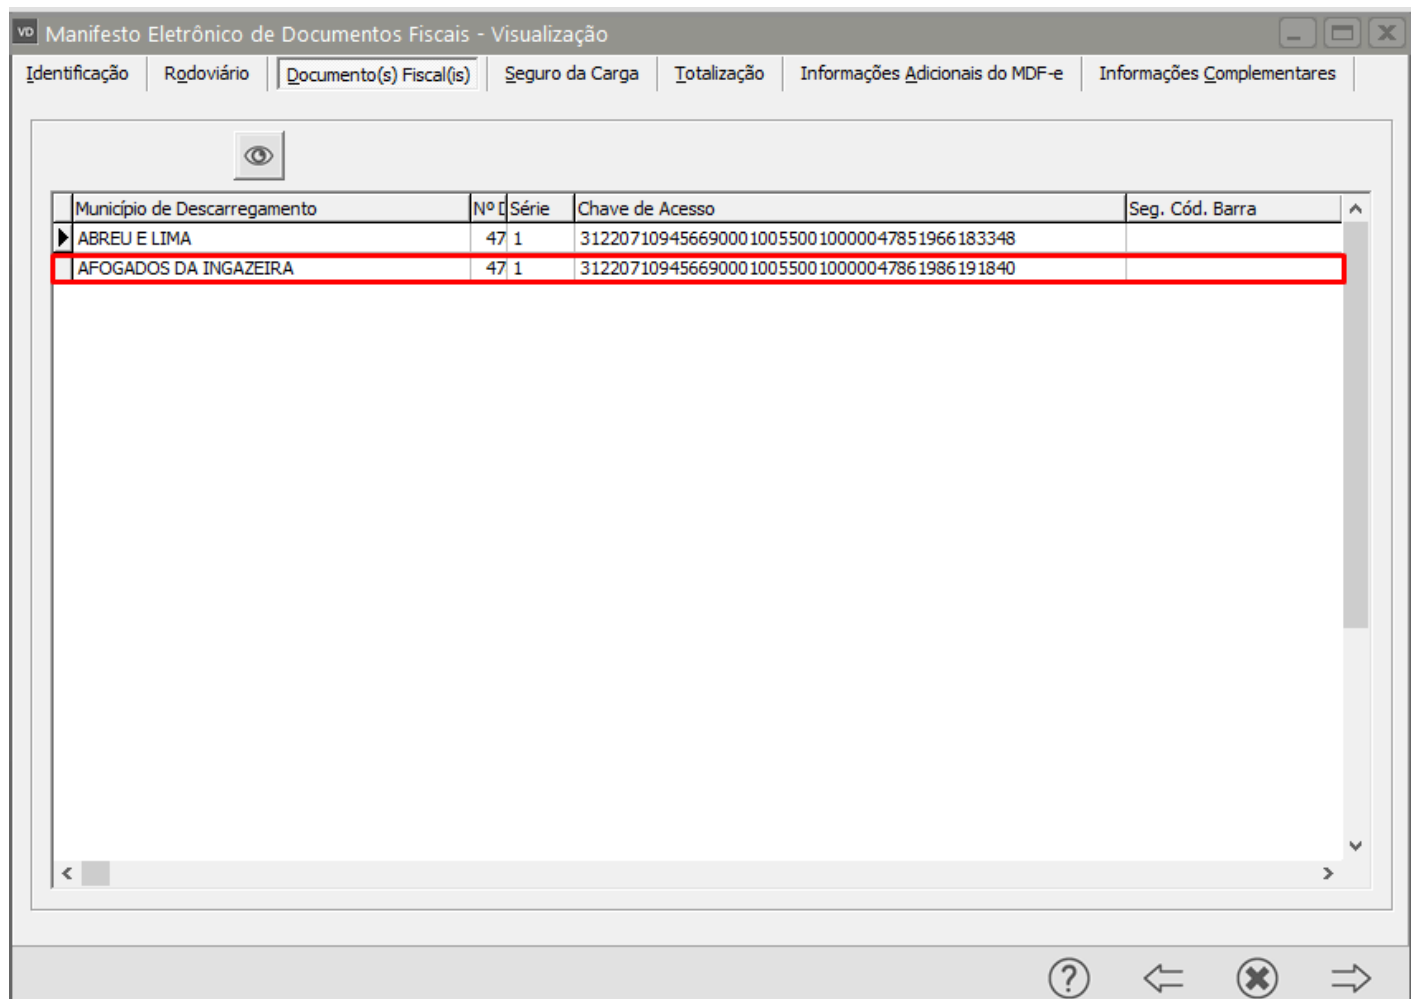 VD Manifesto Eletrônico de Documentos Fiscais - Visualização
Identificação Rodoviário Documento(s) Fiscal(is) Seguro da Carga Totalização Informações Adicionais do MDF-e Informações Complementares
Município de Descarregamento Nº D Série Chave de Acesso Seg. Cód. Barra
ABREU E LIMA 47 1 31220710945669000100550010000047851966183348
AFOGADOS DA INGAZEIRA 47 1 31220710945669000100550010000047861986191840